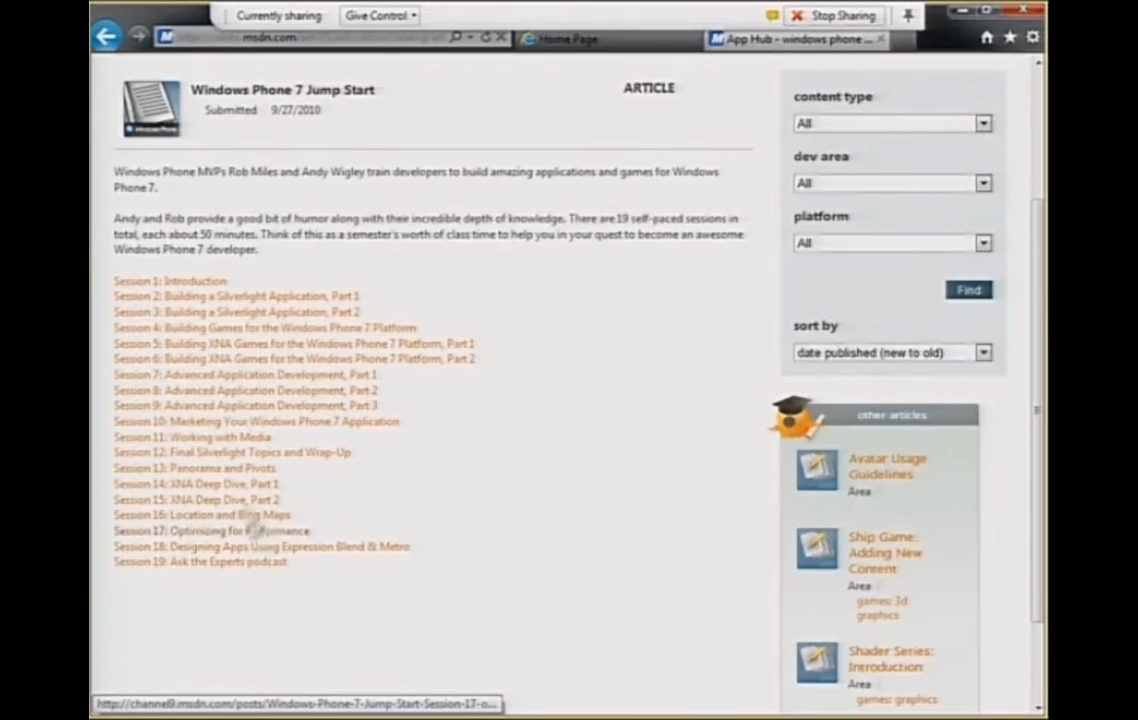 Currently sharing
Give Control
Stop Sharing
msdn.com
Home Page
App Hub - windows phone ...
Windows Phone 7 Jump Start
Submitted 9/27/2010
ARTICLE
Windows Phone MVPs Rob Miles and Andy Wigley train developers to build amazing applications and games for Windows
Phone 7.
Andy and Rob provide a good bit of humor along with their incredible depth of knowledge. There are 19 self-paced sessions in
total, each about 50 minutes. Think of this as a semester's worth of class time to help you in your quest to become an awesome
Windows Phone 7 developer.
Session 1: Introduction
Session 2: Building a Silverlight Application, Part 1
Session 3: Building a Silverlight Application, Part 2
Session 4: Building Games for the Windows Phone 7 Platform
Session 5: Building XNA Games for the Windows Phone 7 Platform, Part 1
Session 6: Building XNA Games for the Windows Phone 7 Platform, Part 2
Session 7: Advanced Application Development, Part 1
Session 8: Advanced Application Development, Part 2
Session 9: Advanced Application Development, Part 3
Session 10: Marketing Your Windows Phone 7 Application
Session 11: Working with Media
Session 12: Final Silverlight Topics and Wrap-Up
Session 13: Panorama and Pivots
Session 14: XNA Deep Dive, Part 1
Session 15: XNA Deep Dive, Part 2
Session 16: Location and Bing Maps
Session 17: Optimizing for Performance
Session 18: Designing Apps Using Expression Blend & Metro
Session 19: Ask the Experts podcast
content type
All
dev area
All
platform
All
Find
sort by
date published (new to old)
other articles
Avatar Usage
Guidelines
Area
Ship Game:
Adding New
Content
Area
games: 3d
graphics
Shader Series:
Introduction
Area
games: graphics
http://channel9.msdn.com/posts/Windows-Phone-7-Jump-Start-Session-17-o...